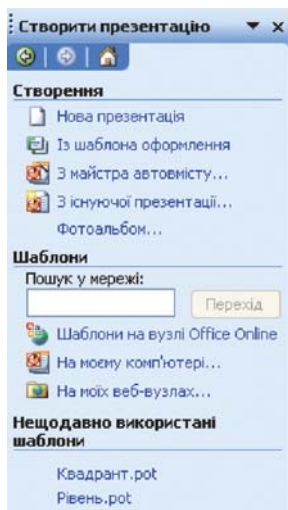 Створити презентацію
Створення
Нова презентація
Із шаблона оформлення
З майстра автовмісту...
З існуючої презентації...
Фотоальбом...
Шаблони
Пошук у мережі:
Перехід
Шаблони на вузлі Office Online
На моєму комп'ютері...
На моїх веб-вузлах...
Нещодавно використані
шаблони
Квадрант.pot
Рівень.pot